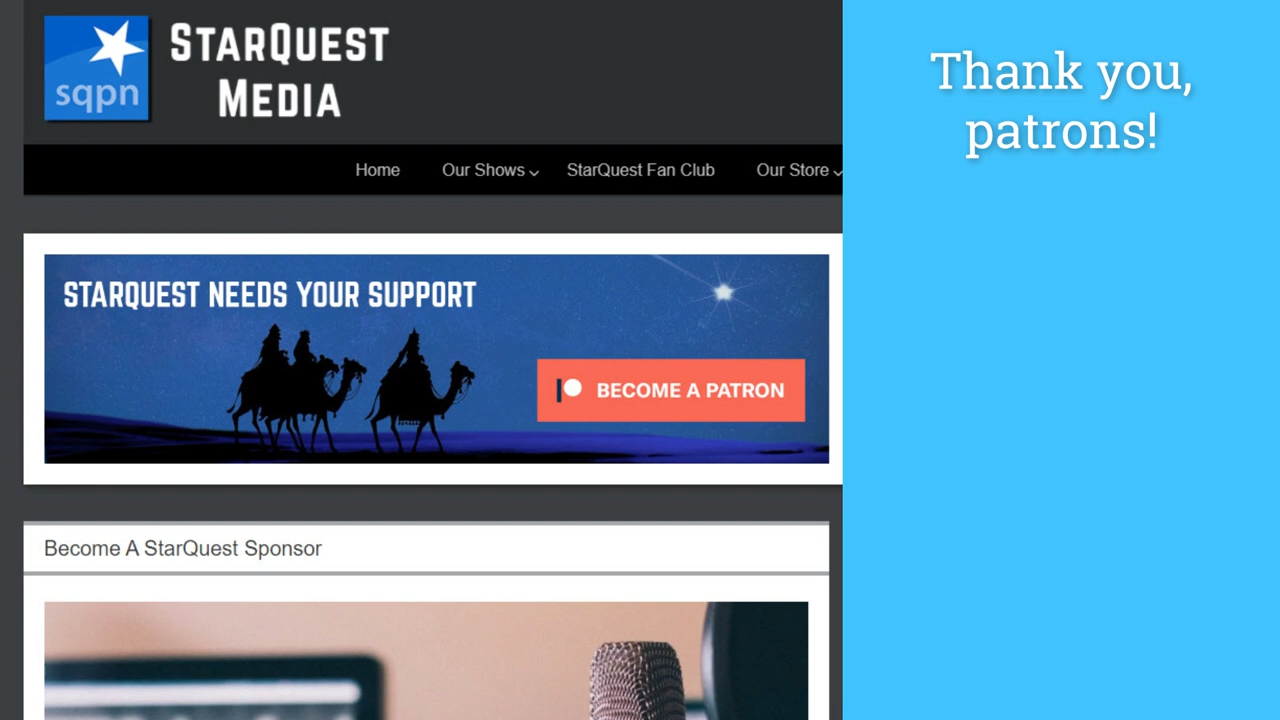 sqpn
StarQuest
Media
Home
Our Shows
StarQuest Fan Club
Our Store
STARQUEST NEEDS YOUR SUPPORT
BECOME A PATRON
Become A StarQuest Sponsor
Thank you,
patrons!